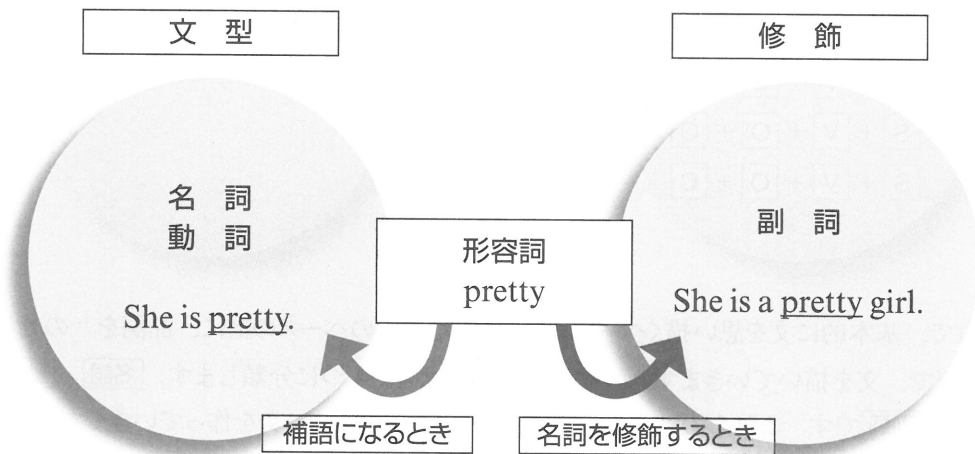 文 型
修 飾
名 詞
動 詞
She is pretty.
形容詞
pretty
副 詞
She is a pretty girl.
補語になるとき
名詞を修飾するとき